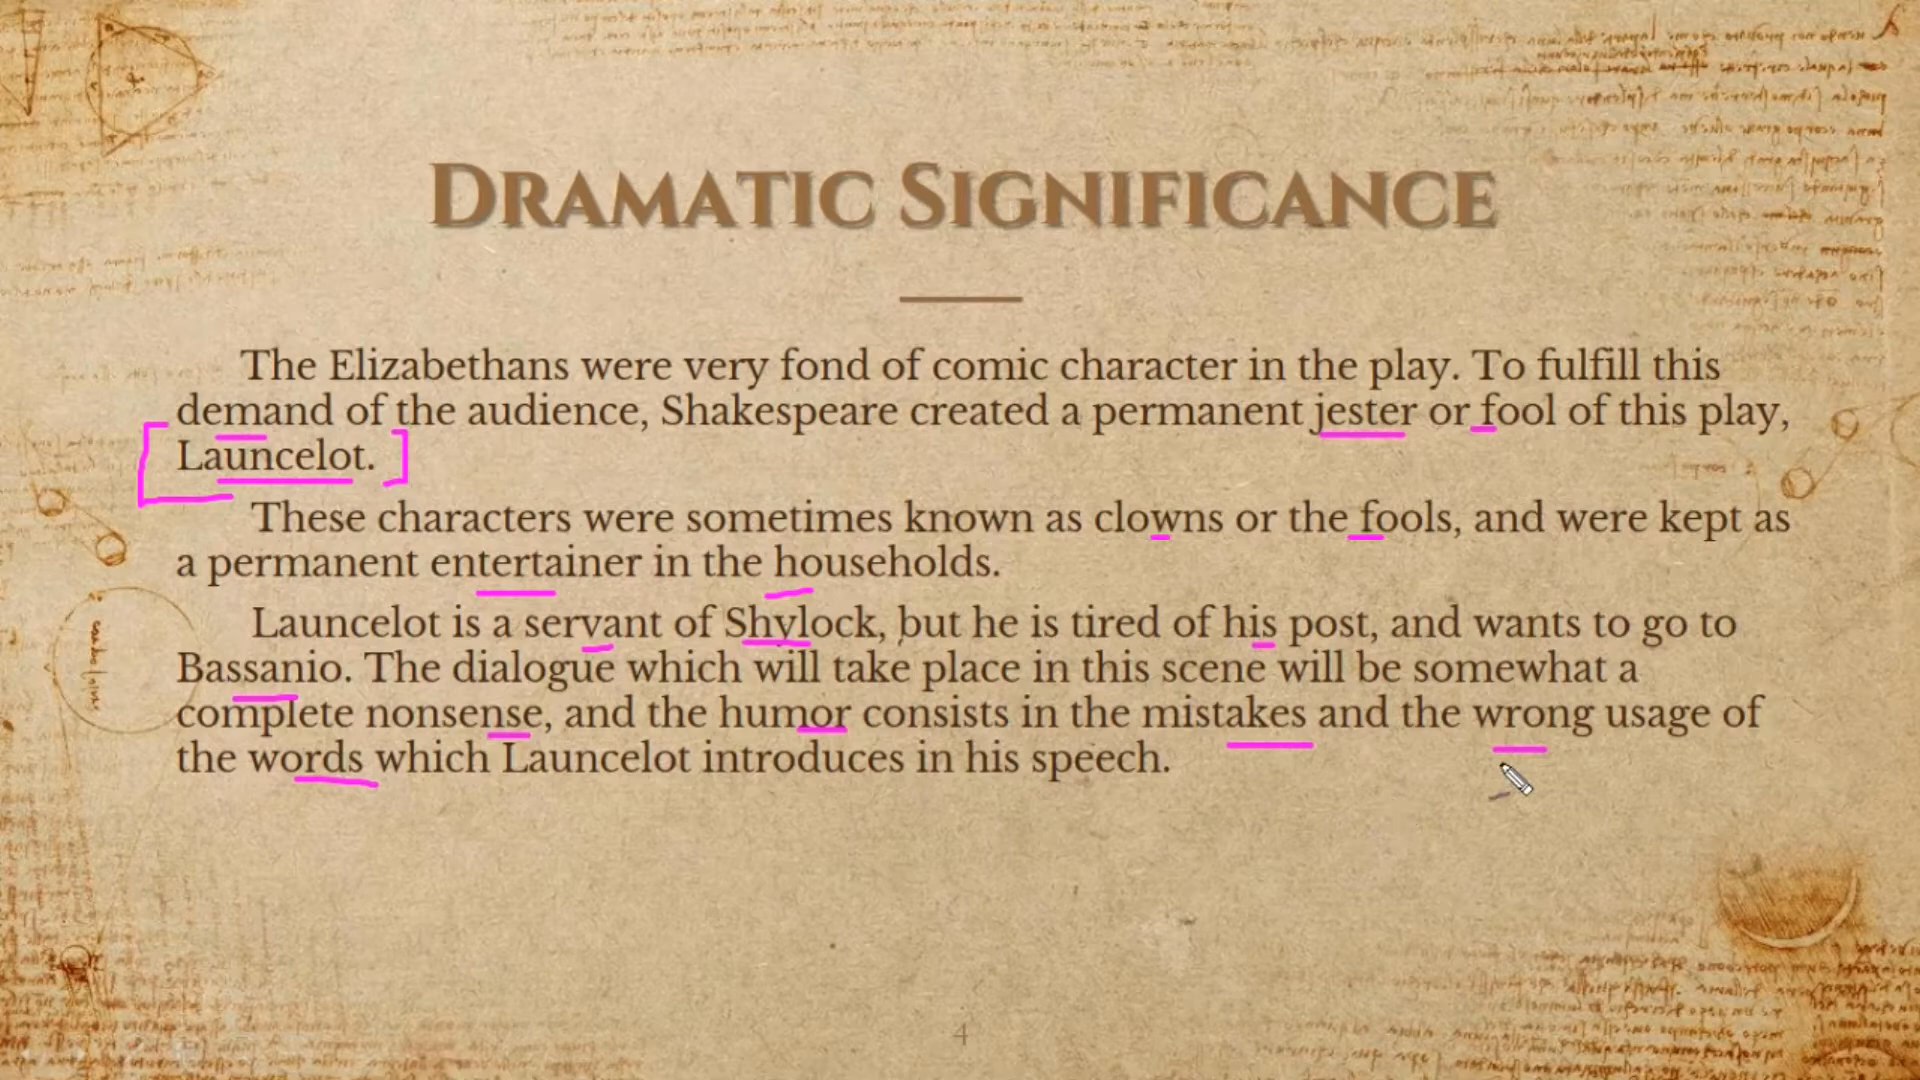 DRAMATIC SIGNIFICANCE
The Elizabethans were very fond of comic character in the play. To fulfill this
demand of the audience, Shakespeare created a permanent jester or fool of this play,
Launcelot.
These characters were sometimes known as clowns or the fools, and were kept as
a permanent entertainer in the households.
Launcelot is a servant of Shylock, but he is tired of his post, and wants to go to
Bassanio. The dialogue which will take place in this scene will be somewhat a
complete nonsense, and the humor consists in the mistakes and the wrong usage of
the words which Launcelot introduces in his speech.
4